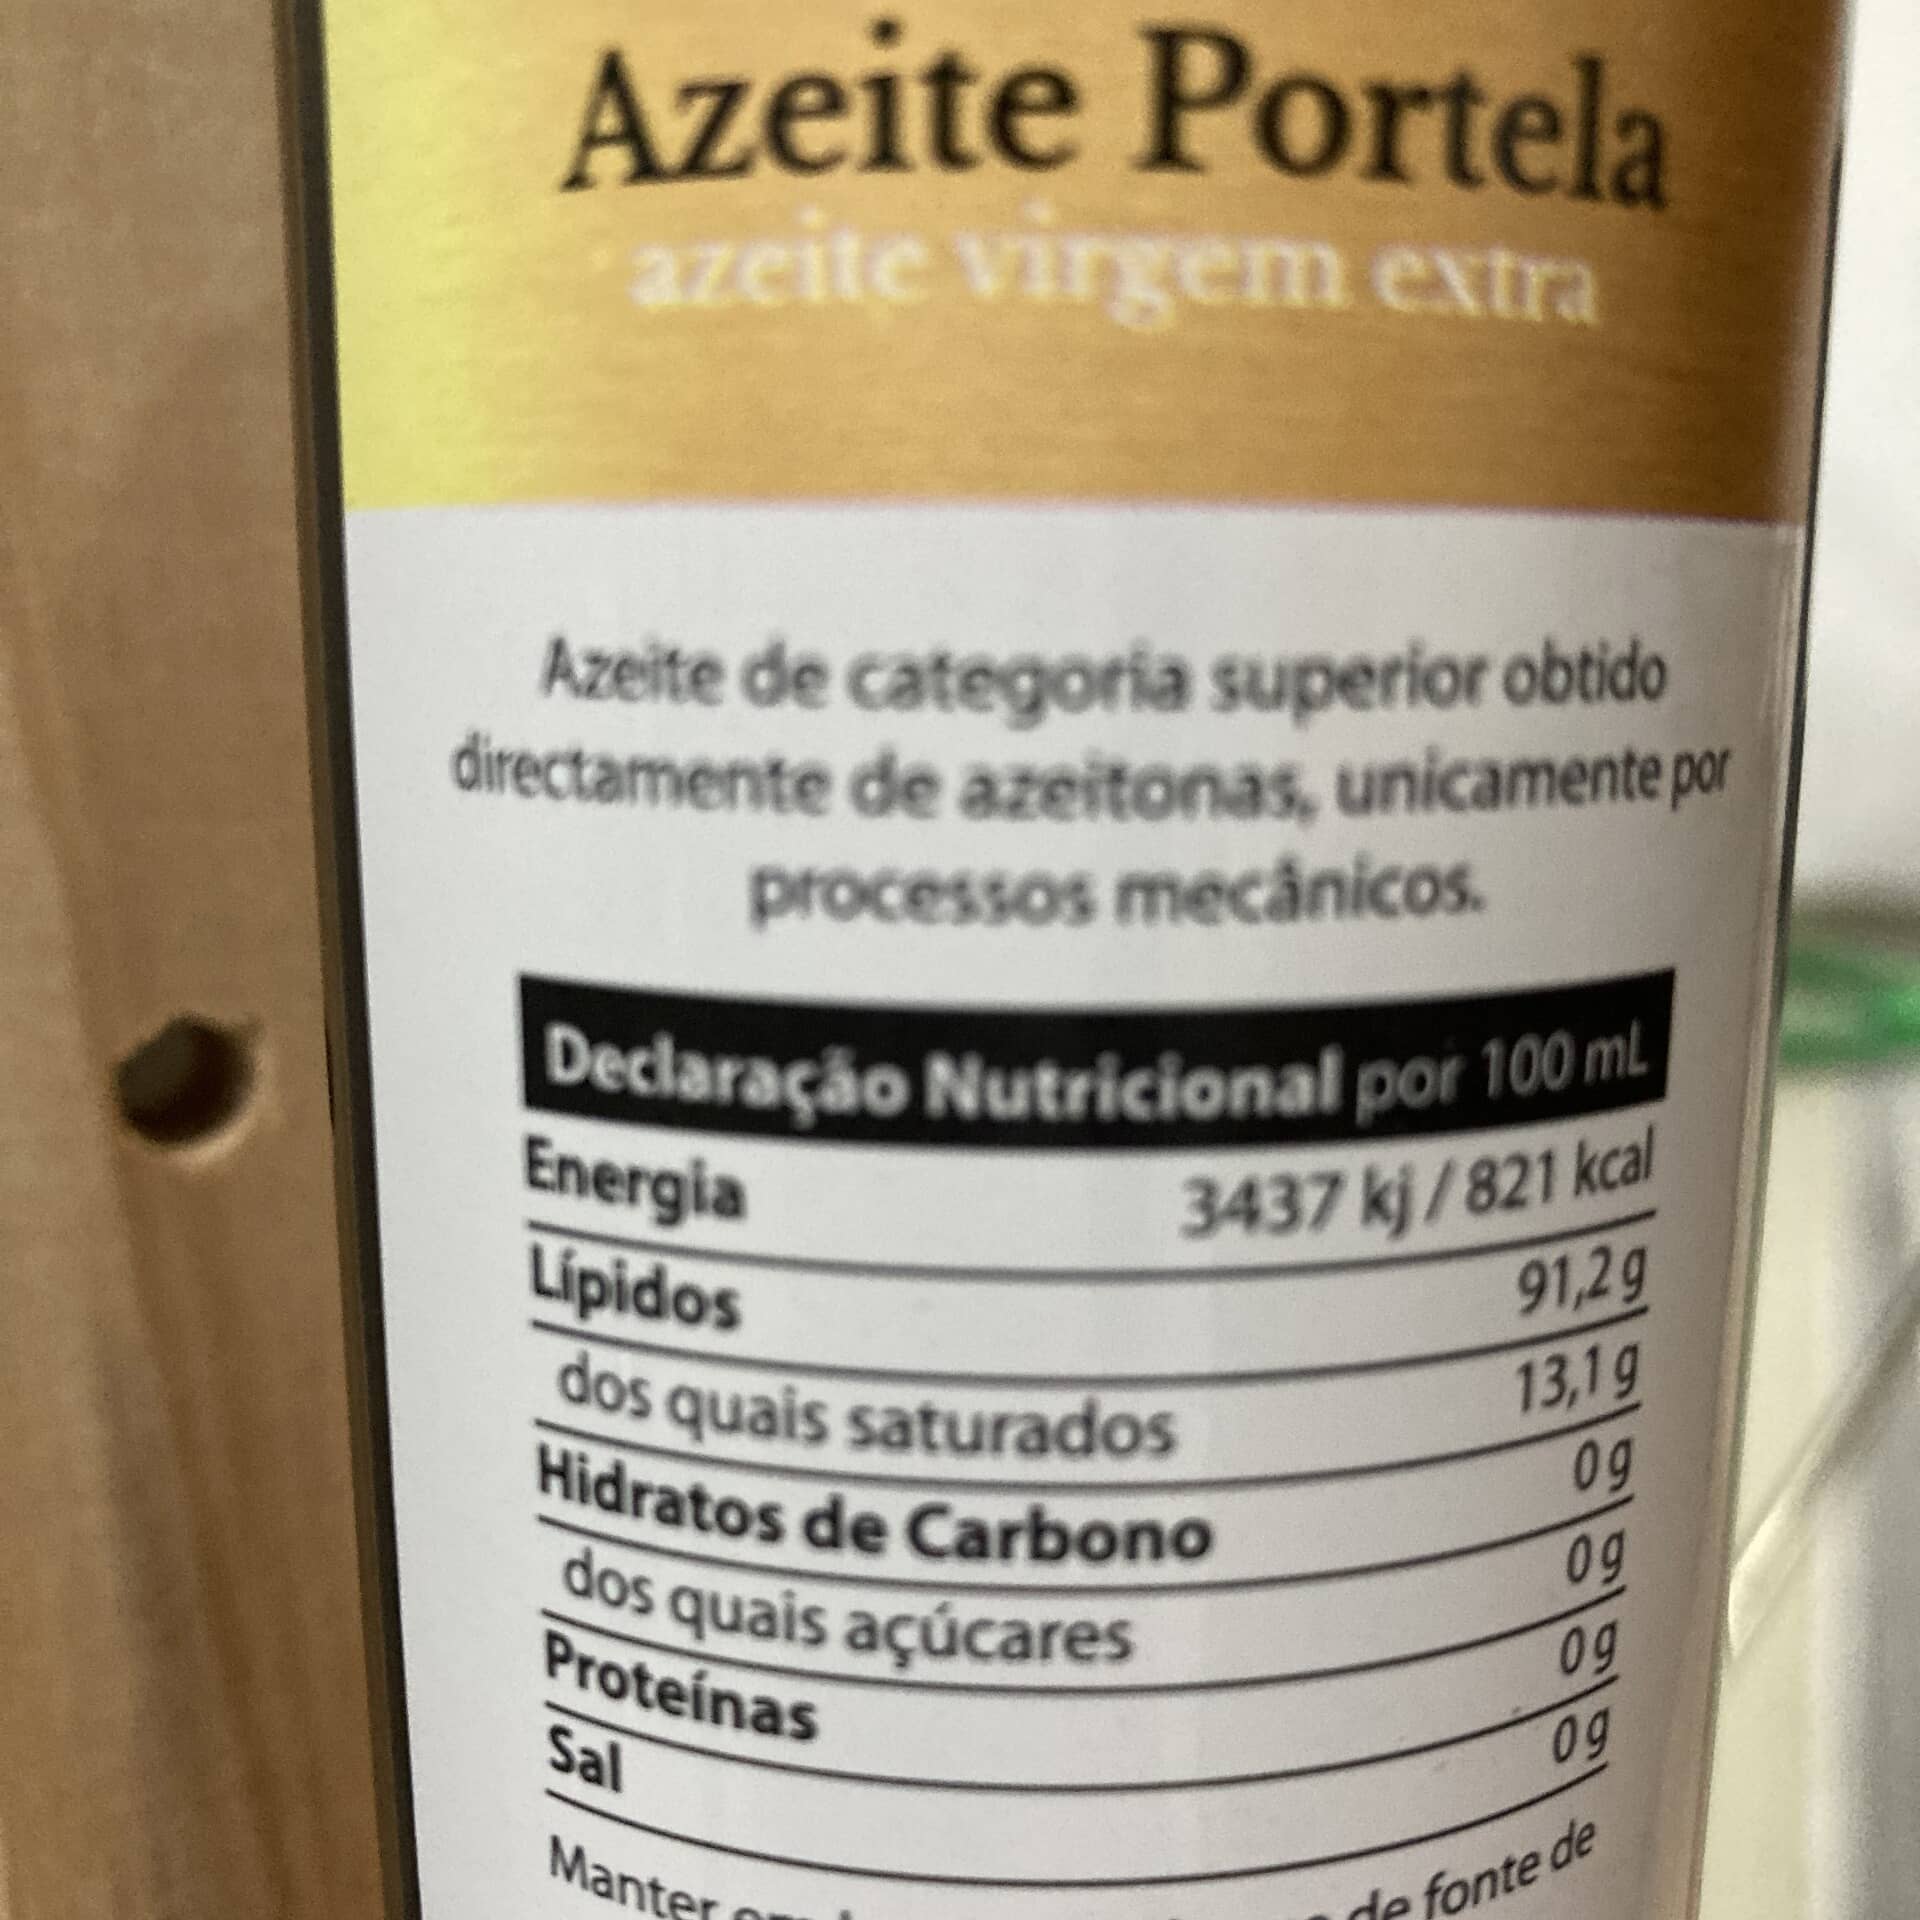 Azeite Portela
azeite virgem extra
Azeite de categoria superior obtido
directamente de azeitonas, unicamente por
processos mecânicos.
Declaração Nutricional por 100 mL
Energia 3437 kj / 821 kcal
Lípidos 91,2 g
dos quais saturados 13,1 g
Hidratos de Carbono 0 g
dos quais açúcares 0 g
Proteínas 0 g
Sal 0 g
Manter de fonte de